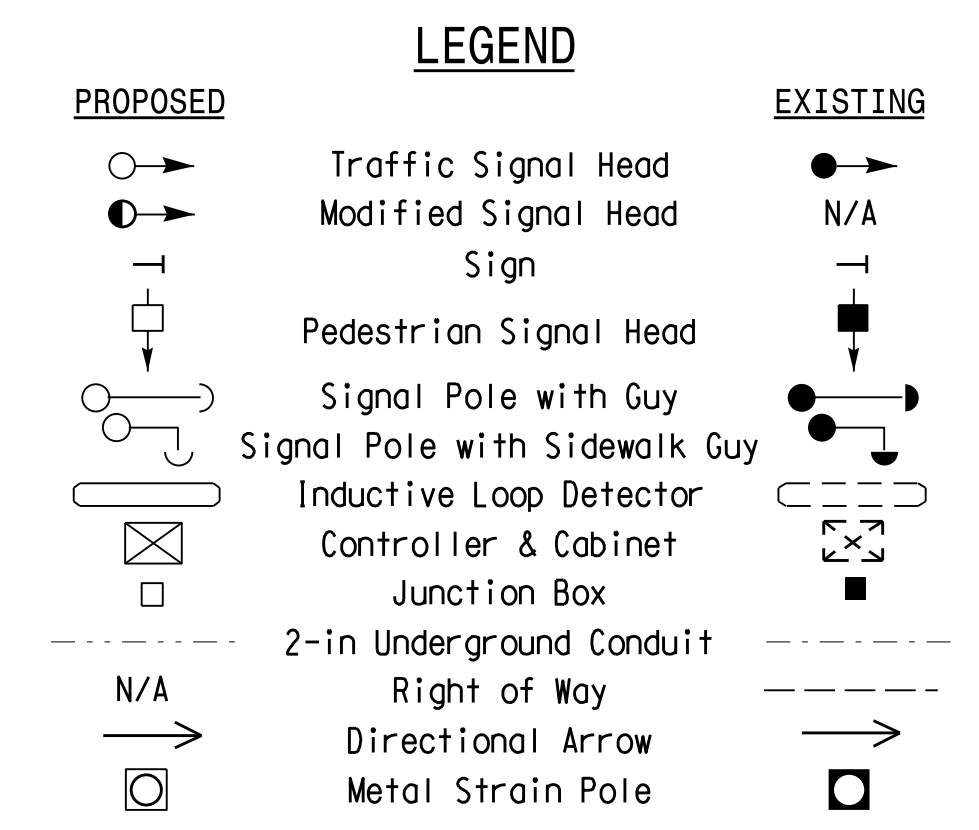 LEGEND
PROPOSED EXISTING
Traffic Signal Head
Modified Signal Head N/A
Sign
Pedestrian Signal Head
Signal Pole with Guy
Signal Pole with Sidewalk Guy
Inductive Loop Detector
Controller & Cabinet
Junction Box
2-in Underground Conduit
N/A Right of Way
Directional Arrow
Metal Strain Pole